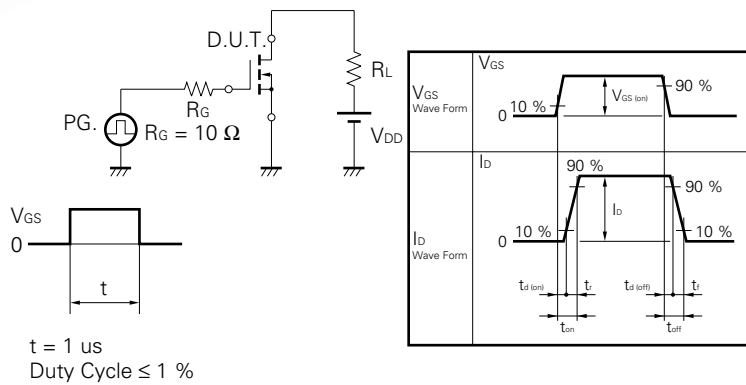 D.U.T.
RL
RG
PG.
RG = 10 Ω
VDD
VGS
0
t
t = 1 us
Duty Cycle ≤ 1 %
VGS
Wave Form
VGS
10 %
VGS (on)
90 %
0
ID
Wave Form
ID
90 %
90 %
ID
10 %
10 %
0
td (on)
tr
td (off)
tf
ton
toff